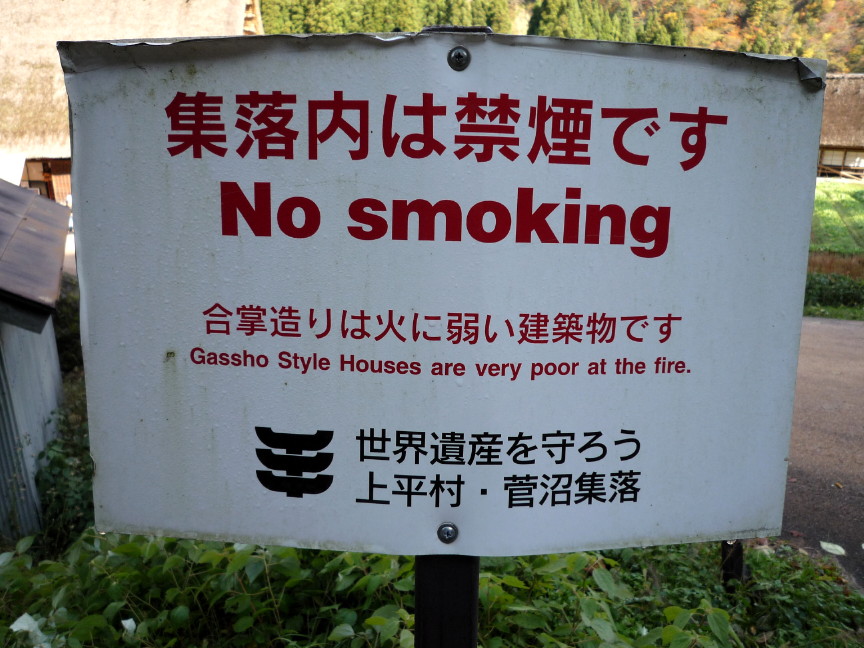 集落内は禁煙です
No smoking
合掌造りは火に弱い建築物です
Gassho Style Houses are very poor at the fire.
世界遺産を守ろう
上平村・菅沼集落